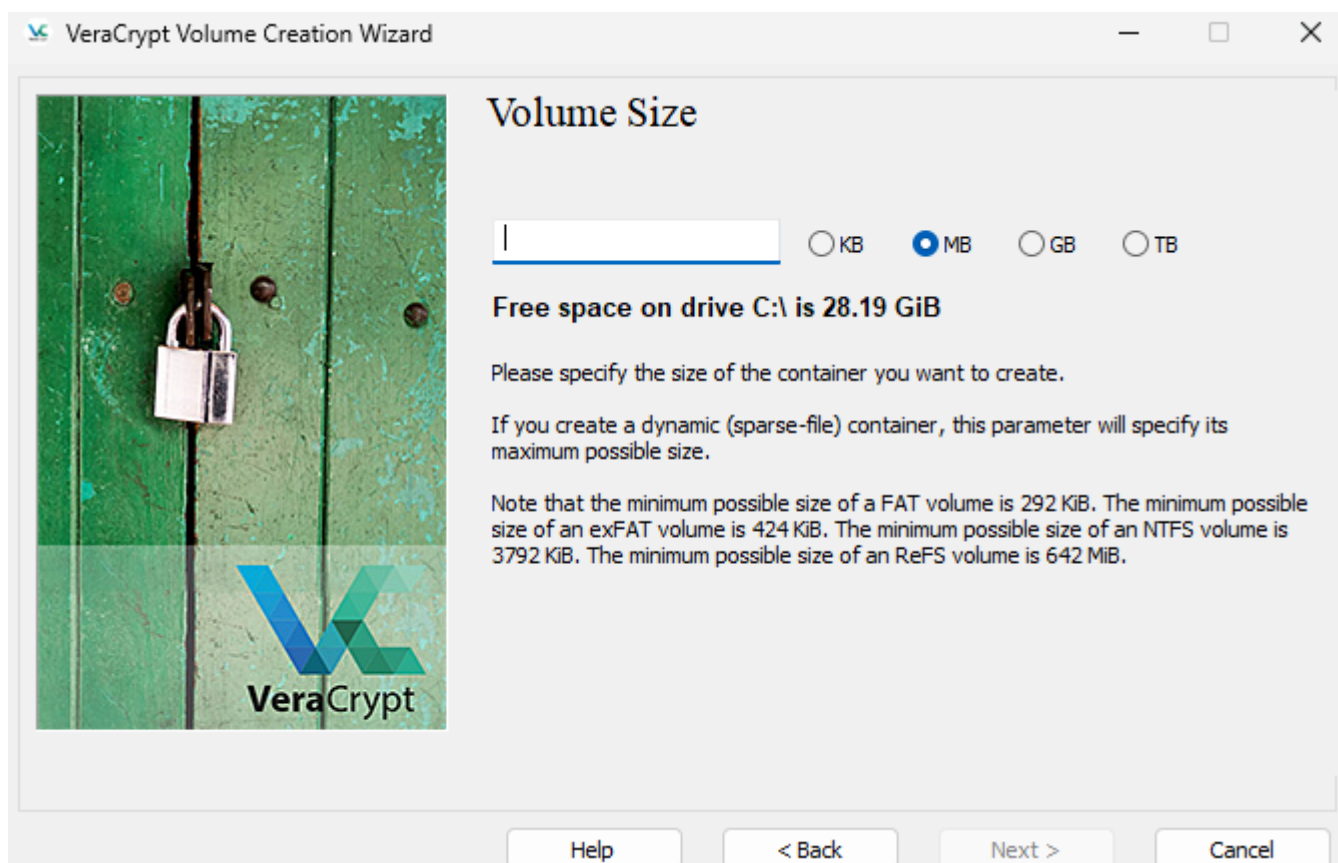 VeraCrypt Volume Creation Wizard
Volume Size
KB MB GB TB
Free space on drive C:\ is 28.19 GiB
Please specify the size of the container you want to create.
If you create a dynamic (sparse-file) container, this parameter will specify its
maximum possible size.
Note that the minimum possible size of a FAT volume is 292 KiB. The minimum possible
size of an exFAT volume is 424 KiB. The minimum possible size of an NTFS volume is
3792 KiB. The minimum possible size of an ReFS volume is 642 MiB.
VeraCrypt
Help < Back Next > Cancel